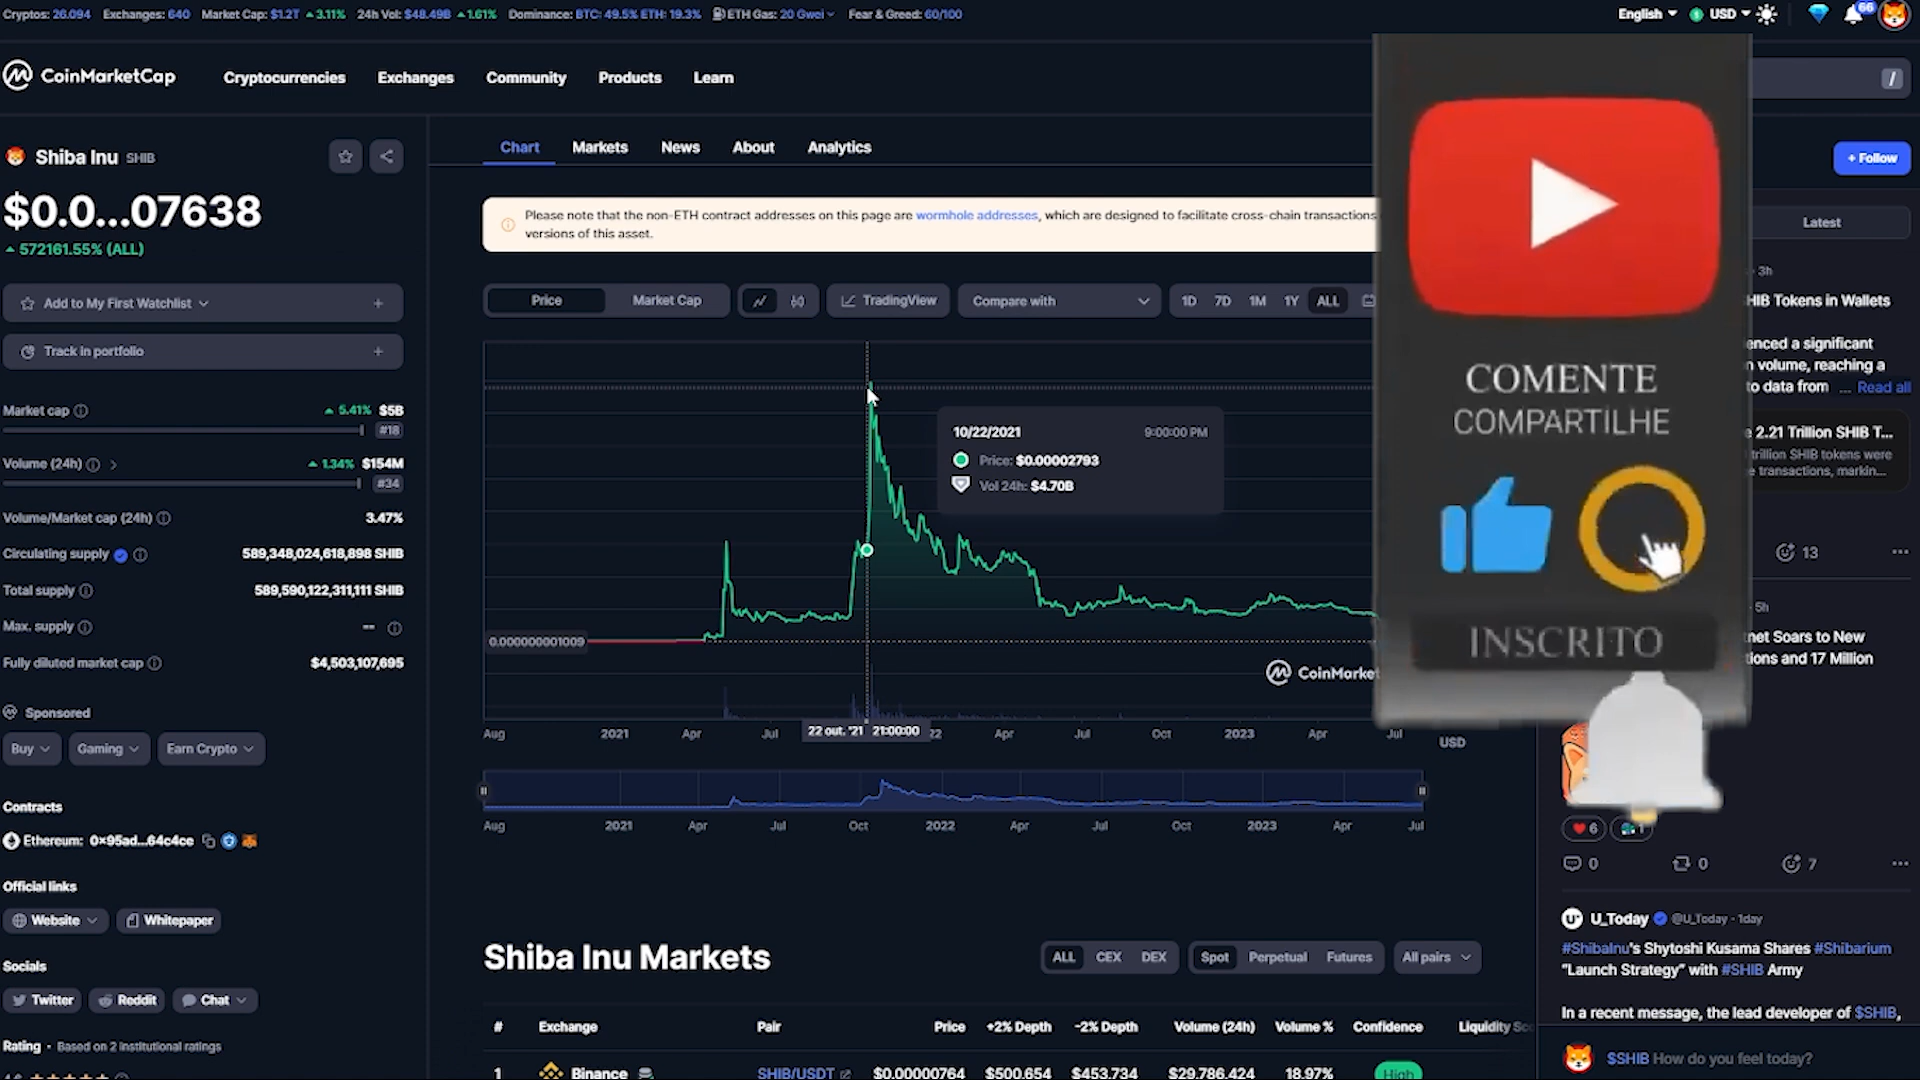 Cryptos: 26.094 Exchanges: 640 Market Cap: $1.2T 3.11% 24h Vol: $48.49B 1.61% Dominance: BTC: 49.5% ETH: 19.3% ETH Gas: 20 Gwei Fear & Greed: 60/100
English USD 66
CoinMarketCap Cryptocurrencies Exchanges Community Products Learn /
Shiba Inu SHIB
$0.0...07638
572161.55% (ALL)
Add to My First Watchlist +
Track in portfolio +
Market cap 5.41% $5B
#18
Volume (24h) 1.34% $154M
#34
Volume/Market cap (24h) 3.47%
Circulating supply 589,348,024,618,898 SHIB
Total supply 589,590,122,311,111 SHIB
Max. supply --
Fully diluted market cap $4,503,107,695
Sponsored
Buy Gaming Earn Crypto
Contracts
Ethereum: 0x95ad...64c4ce
Official links
Website Whitepaper
Socials
Twitter Reddit Chat
Rating · Based on 2 institutional ratings
Chart Markets News About Analytics
Please note that the non-ETH contract addresses on this page are wormhole addresses, which are designed to facilitate cross-chain transactions
versions of this asset.
Price Market Cap TradingView Compare with 1D 7D 1M 1Y ALL
10/22/2021 9:00:00 PM
Price: $0.00002793
Vol 24h: $4.70B
0.000000001009
CoinMarket
Aug 2021 Apr Jul 22 out. '21 21:00:00 22 Apr Jul Oct 2023 Apr Jul USD
Aug 2021 Apr Jul Oct 2022 Apr Jul Oct 2023 Apr Jul
Shiba Inu Markets ALL CEX DEX Spot Perpetual Futures All pairs
# Exchange Pair Price +2% Depth -2% Depth Volume (24h) Volume % Confidence Liquidity Sc
1 Binance SHIB/USDT $0.00000764 $500,654 $453,734 $29,786,424 18.97% High
COMENTE
COMPARTILHE
INSCRITO
+ Follow
Latest
· 3h
HIB Tokens in Wallets
enced a significant
n volume, reaching a
to data from ... Read all
e 2.21 Trillion SHIB T...
trillion SHIB tokens were
e transactions, markin...
13 ...
· 5h
net Soars to New
tions and 17 Million
6 1
0 0 7 ...
U_Today @U_Today · 1day
#ShibaInu's Shytoshi Kusama Shares #Shibarium
"Launch Strategy" with #SHIB Army
In a recent message, the lead developer of $SHIB,
$SHIB How do you feel today?